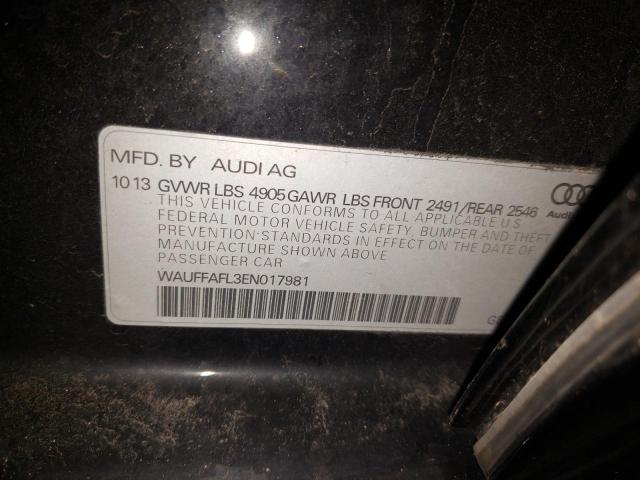 MFD. BY AUDI AG
10 13 GVWR LBS 4905 GAWR LBS FRONT 2491/REAR 2546
THIS VEHICLE CONFORMS TO ALL APPLICABLE U.S
FEDERAL MOTOR VEHICLE SAFETY, BUMPER AND THEFT
PREVENTION STANDARDS IN EFFECT ON THE DATE OF
MANUFACTURE SHOWN ABOVE
PASSENGER CAR
WAUFFAFL3EN017981
Audi